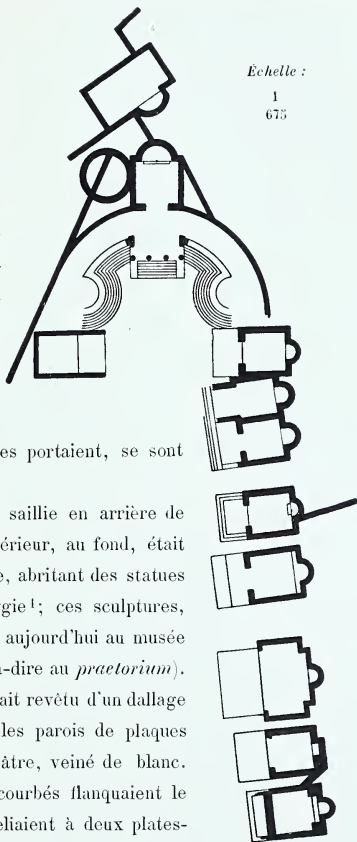 Échelle :
1
675
es portaient, se sont
saillie en arrière de
érieur, au fond, était
e, abritant des statues
gie¹; ces sculptures,
aujourd'hui au musée
-dire au praetorium).
ait revêtu d'un dallage
les parois de plaques
âtre, veiné de blanc.
courbés flanquaient le
eliaient à deux plates-